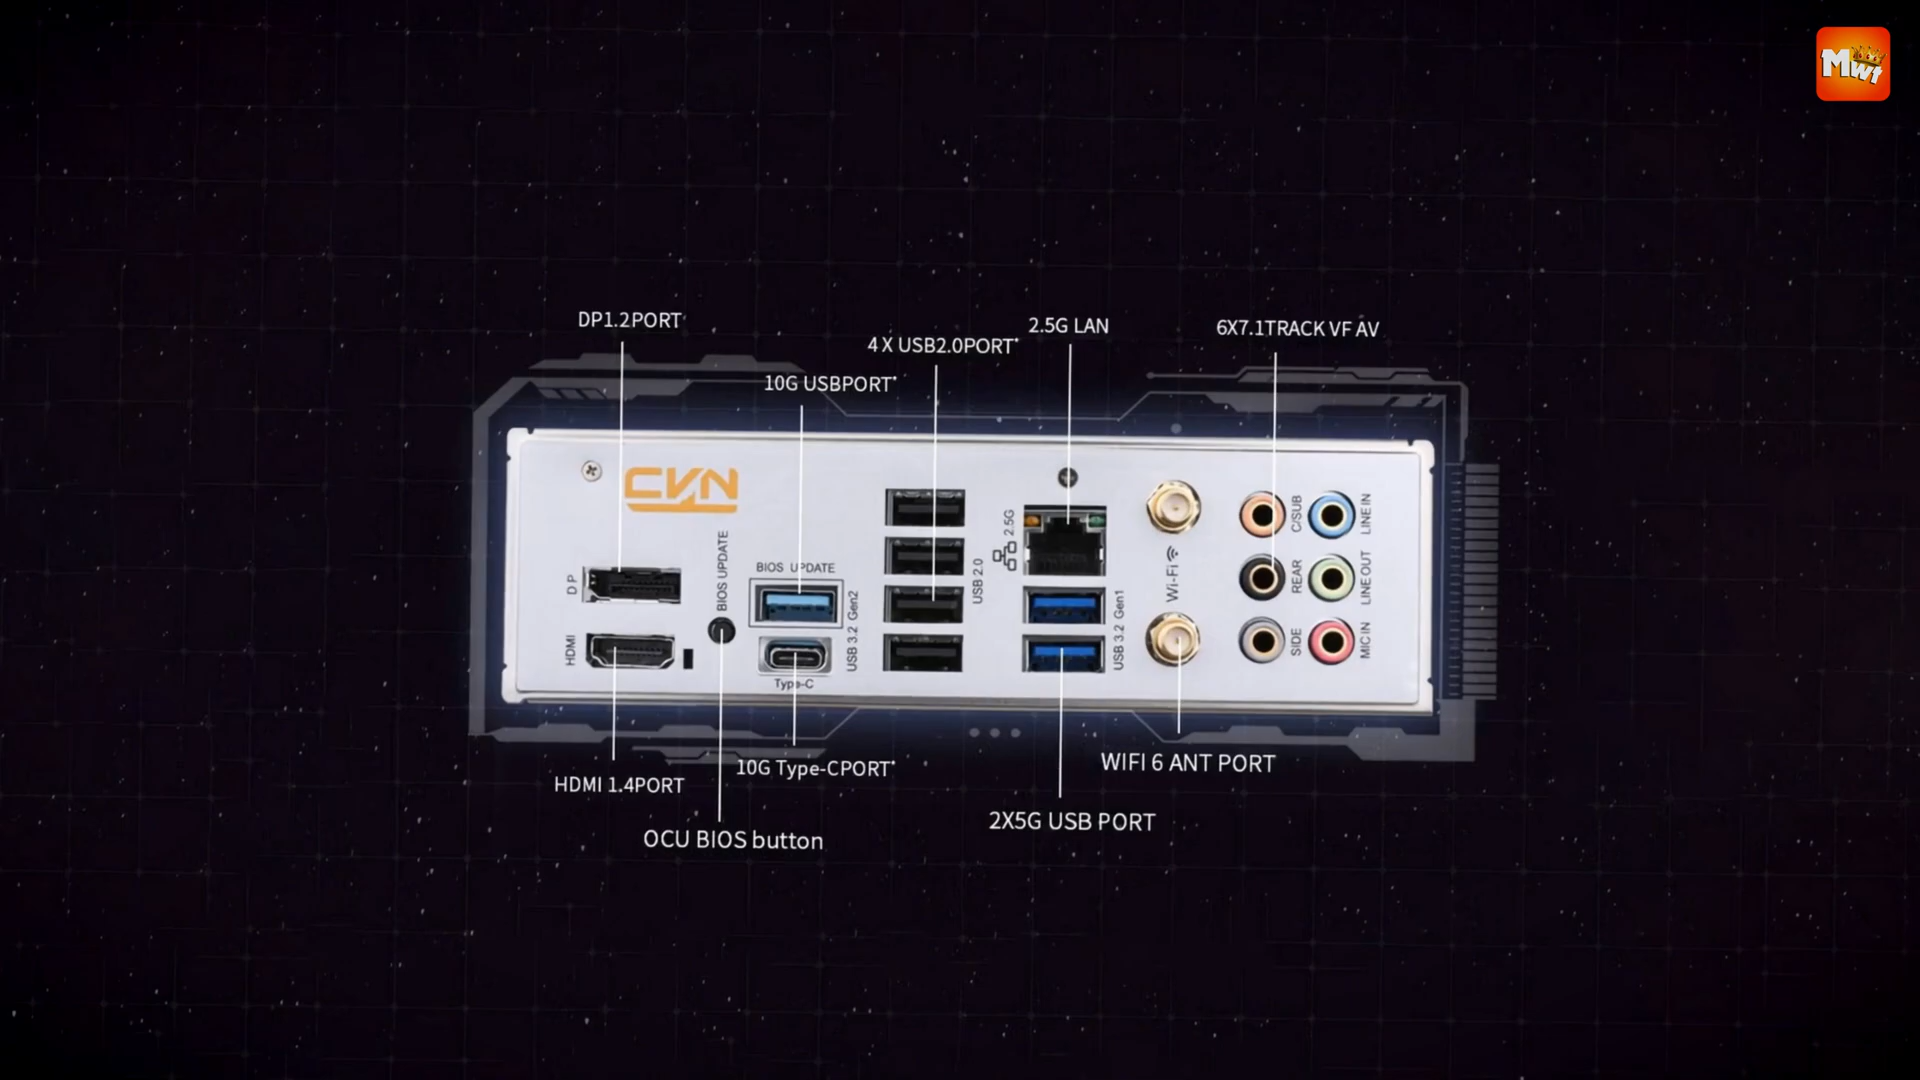 Mwt
DP1.2PORT*
4 X USB2.0PORT*
2.5G LAN
6X7.1TRACK VF AV
10G USBPORT*
CVN
BIOS UPDATE
BIOS UPDATE
DP
HDMI
USB 3.2 Gen2
Type-C
USB 2.0
2.5G
USB 3.2 Gen1
Wi-Fi
C/SUB
LINE IN
REAR
LINE OUT
SIDE
MIC IN
HDMI 1.4PORT
10G Type-CPORT*
OCU BIOS button
WIFI 6 ANT PORT
2X5G USB PORT